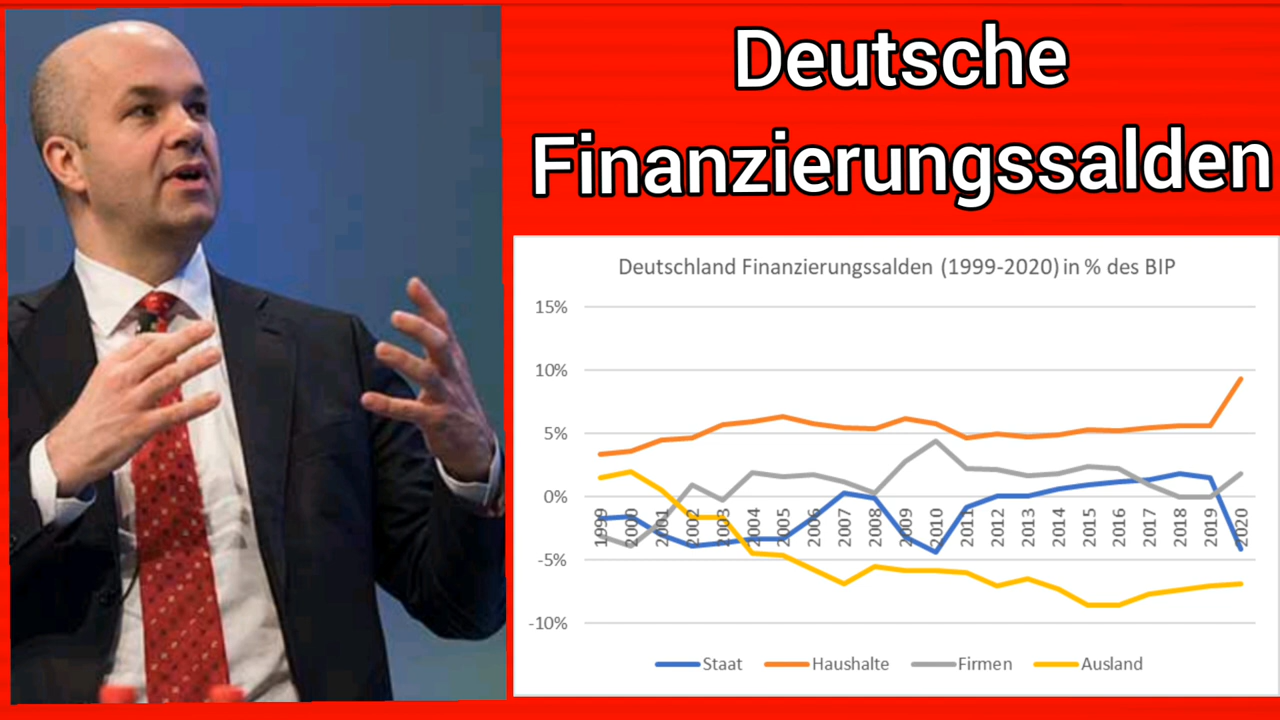 Deutsche
Finanzierungssalden
Deutschland Finanzierungssalden (1999-2020) in % des BIP
15%
10%
5%
0%
-5%
-10%
1999 2000 2001 2002 2003 2004 2005 2006 2007 2008 2009 2010 2011 2012 2013 2014 2015 2016 2017 2018 2019 2020
Staat Haushalte Firmen Ausland